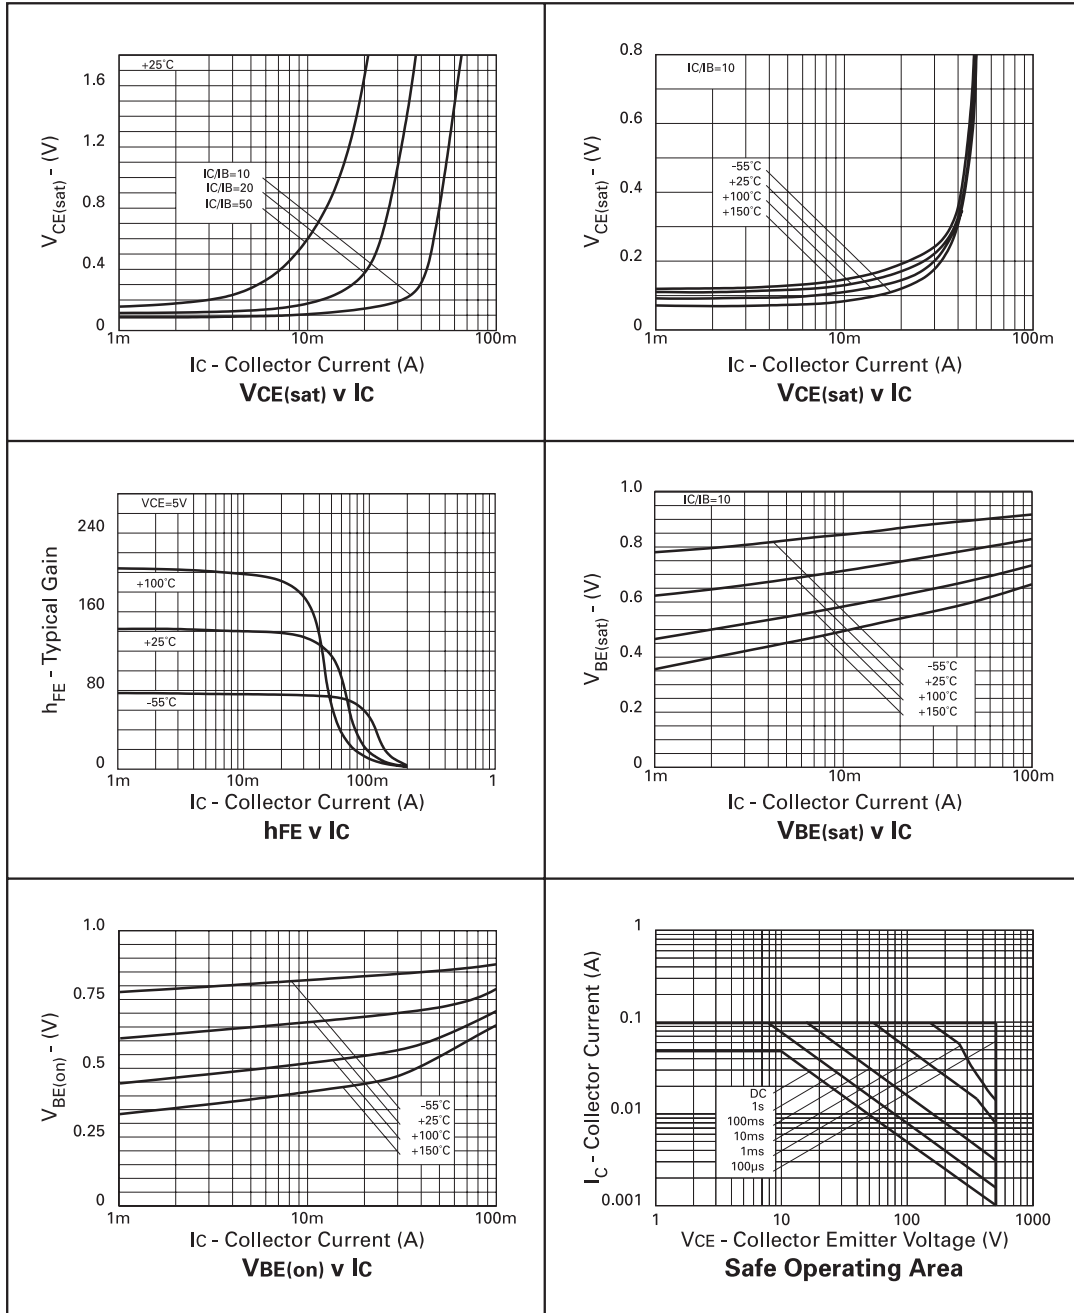 +25°C
1.6
1.2
0.8
0.4
0
VCE(sat) - (V)
IC/IB=10
IC/IB=20
IC/IB=50
1m 10m 100m
IC - Collector Current (A)
VCE(sat) v IC
IC/IB=10
0.8
0.6
0.4
0.2
0
VCE(sat) - (V)
-55°C
+25°C
+100°C
+150°C
1m 10m 100m
IC - Collector Current (A)
VCE(sat) v IC
VCE=5V
240
160
80
0
hFE - Typical Gain
+100°C
+25°C
-55°C
1m 10m 100m 1
IC - Collector Current (A)
hFE v IC
IC/IB=10
1.0
0.8
0.6
0.4
0.2
0
VBE(sat) - (V)
-55°C
+25°C
+100°C
+150°C
1m 10m 100m
IC - Collector Current (A)
VBE(sat) v IC
1.0
0.75
0.5
0.25
0
VBE(on) - (V)
-55°C
+25°C
+100°C
+150°C
1m 10m 100m
IC - Collector Current (A)
VBE(on) v IC
1
0.1
0.01
0.001
IC - Collector Current (A)
DC
1s
100ms
10ms
1ms
100µs
1 10 100 1000
VCE - Collector Emitter Voltage (V)
Safe Operating Area